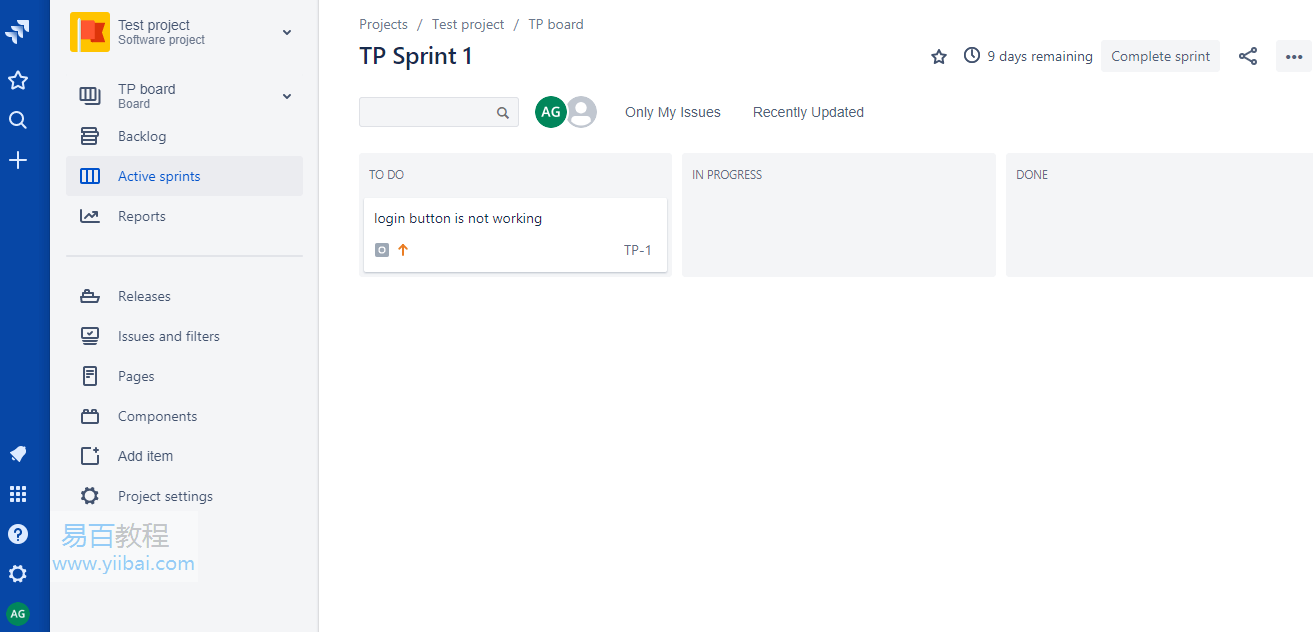 Test project
Software project
TP board
Board
Backlog
Active sprints
Reports
Releases
Issues and filters
Pages
Components
Add item
Project settings
易百教程
www.yiibai.com
AG
Projects / Test project / TP board
TP Sprint 1
9 days remaining
Complete sprint
AG
Only My Issues
Recently Updated
TO DO
login button is not working
TP-1
IN PROGRESS
DONE